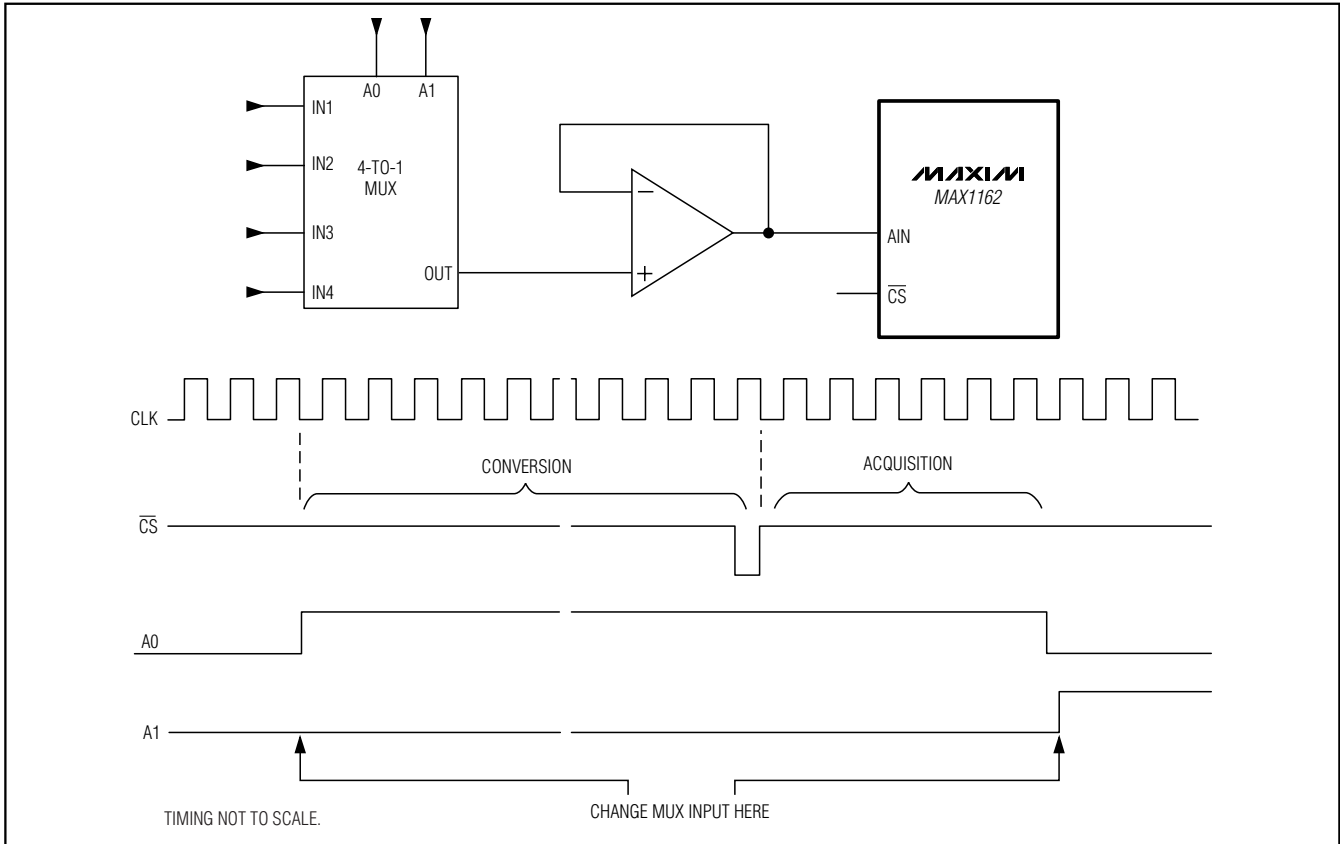 A0 A1
IN1
IN2
4-TO-1
MUX
IN3
OUT
IN4
−
+
MAXIM
MAX1162
AIN
CS
CLK
CONVERSION
ACQUISITION
CS
A0
A1
CHANGE MUX INPUT HERE
TIMING NOT TO SCALE.